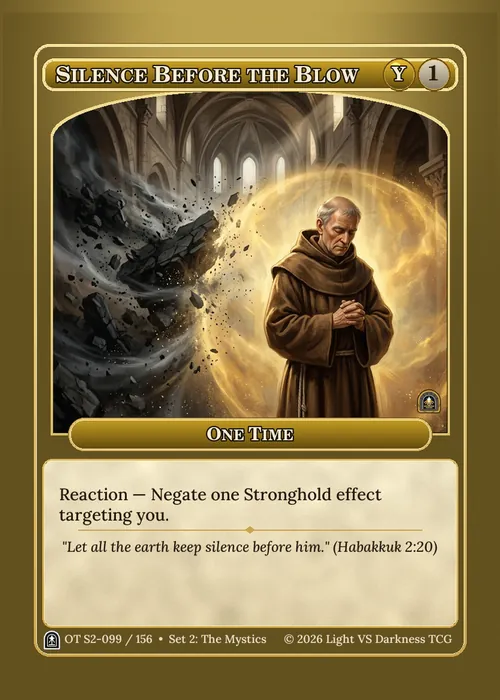 SILENCE BEFORE THE BLOW Y 1
ONE TIME
Reaction — Negate one Stronghold effect
targeting you.
"Let all the earth keep silence before him." (Habakkuk 2:20)
OT S2-099 / 156 • Set 2: The Mystics © 2026 Light VS Darkness TCG